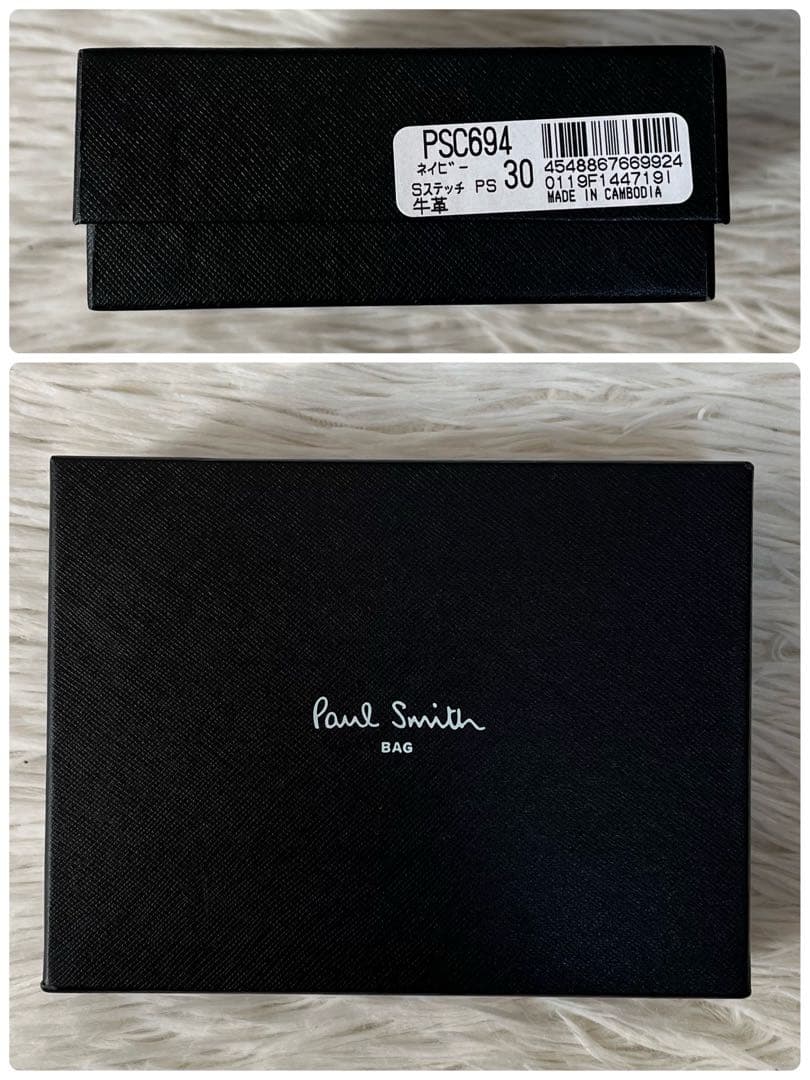 PSC694
ネイビー
Sステッチ PS 30
牛革
4548867669924
0119F1447191
MADE IN CAMBODIA
Paul Smith
BAG